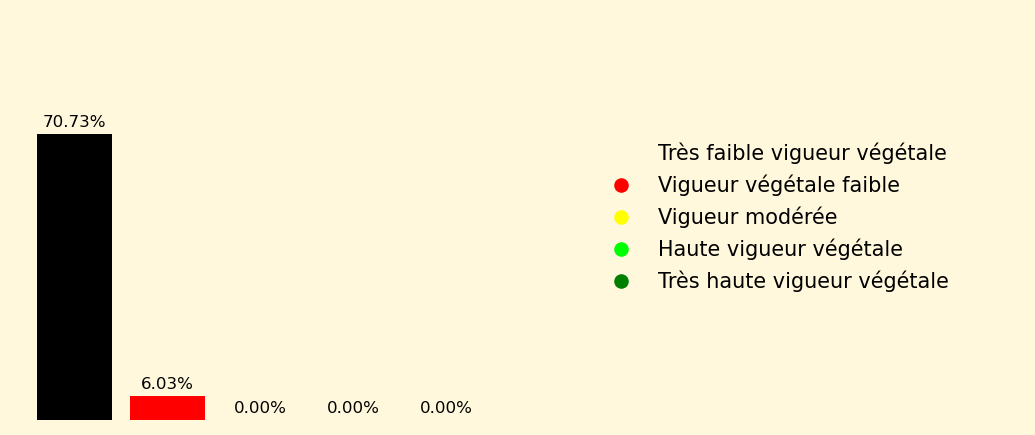 70.73%
6.03%
0.00%
0.00%
0.00%
Très faible vigueur végétale
Vigueur végétale faible
Vigueur modérée
Haute vigueur végétale
Très haute vigueur végétale